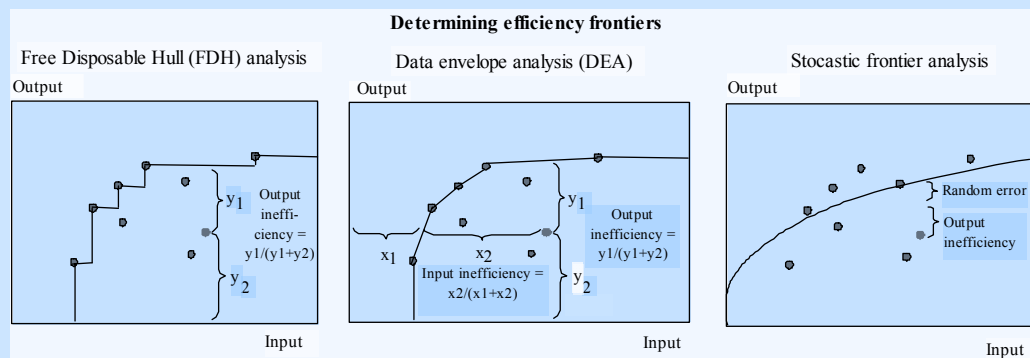 Determining efficiency frontiers
Free Disposable Hull (FDH) analysis
Output
y1
Output
ineffi-
ciency =
y1/(y1+y2)
y2
Input
Data envelope analysis (DEA)
Output
y1
Output
inefficiency =
y1/(y1+y2)
x1
x2
Input inefficiency =
x2/(x1+x2)
y2
Input
Stocastic frontier analysis
Output
Random error
Output
inefficiency
Input